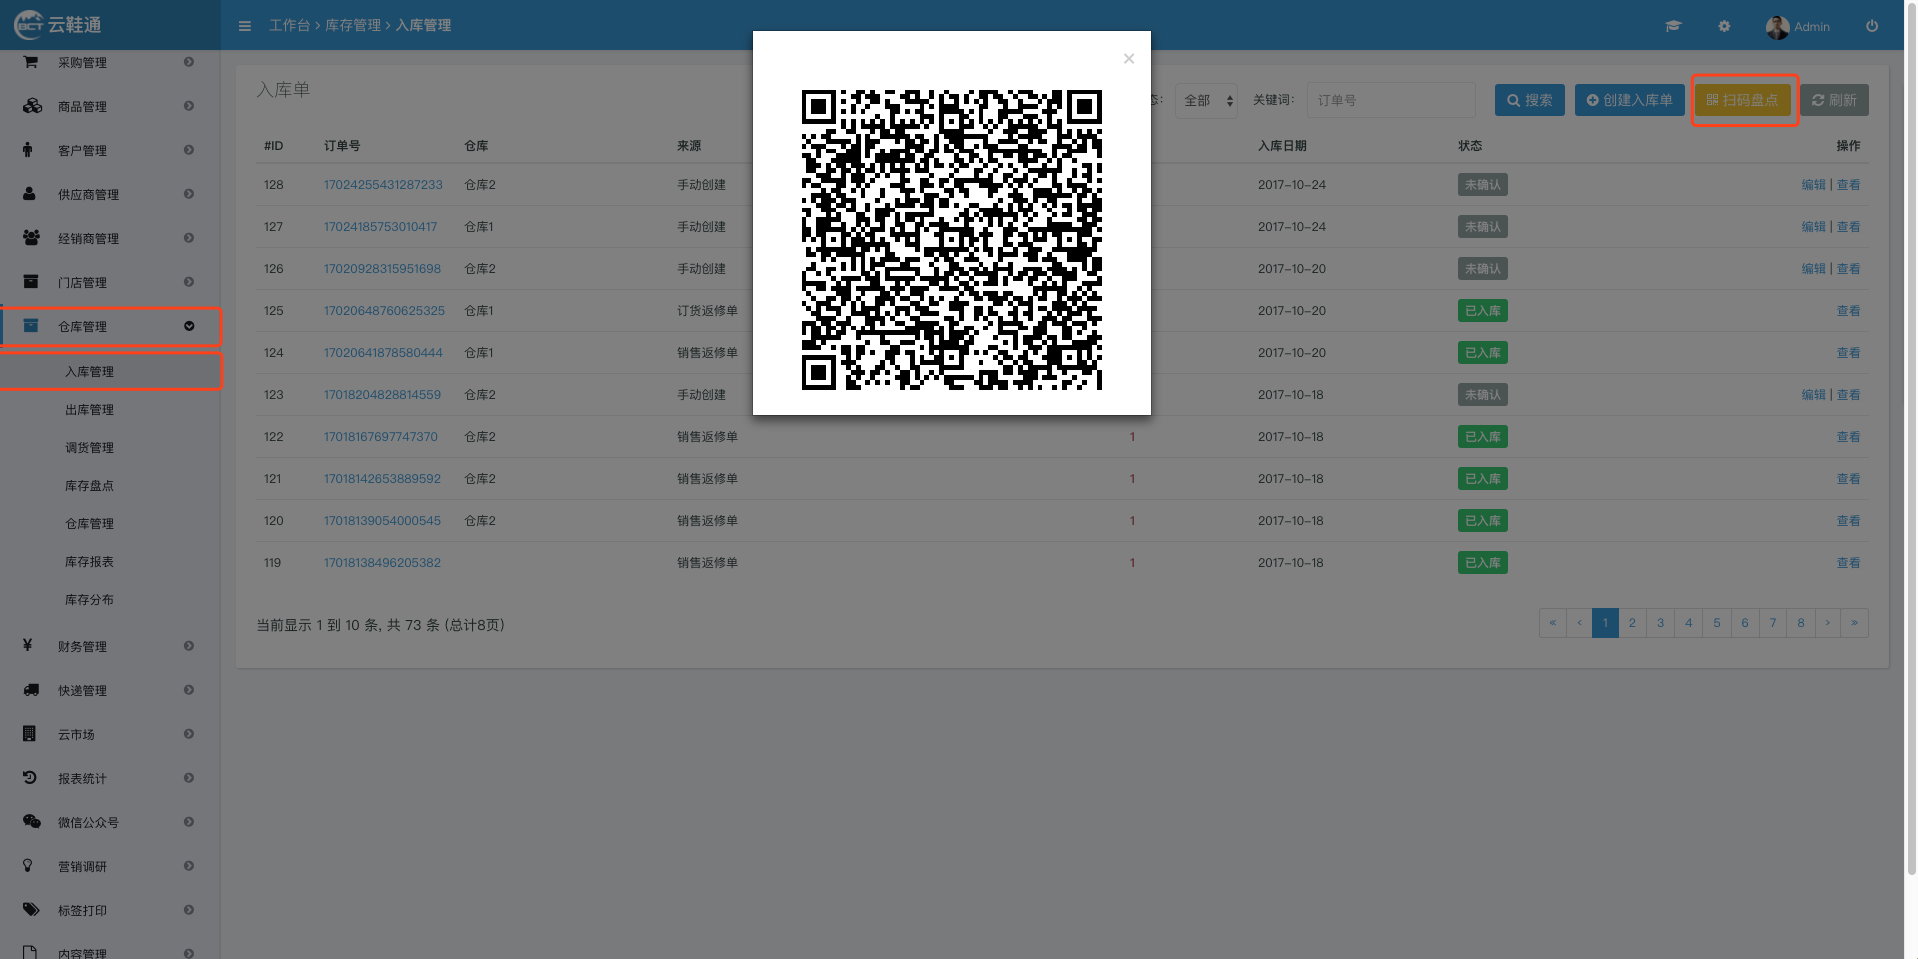 BCT 云鞋通
工作台 › 库存管理 › 入库管理
Admin
采购管理
商品管理
客户管理
供应商管理
经销商管理
门店管理
仓库管理
入库管理
出库管理
调货管理
库存盘点
仓库管理
库存报表
库存分布
财务管理
快递管理
云市场
报表统计
微信公众号
营销调研
标签打印
内容管理
入库单
态: 全部 关键词: 订单号 搜索 创建入库单 扫码盘点 刷新
×
#ID 订单号 仓库 来源 入库日期 状态 操作
128 17024255431287233 仓库2 手动创建 2017-10-24 未确认 编辑 | 查看
127 17024185753010417 仓库1 手动创建 2017-10-24 未确认 编辑 | 查看
126 17020928315951698 仓库2 手动创建 2017-10-20 未确认 编辑 | 查看
125 17020648760625325 仓库1 订货返修单 2017-10-20 已入库 查看
124 17020641878580444 仓库1 销售返修单 2017-10-20 已入库 查看
123 17018204828814559 仓库2 手动创建 2017-10-18 未确认 编辑 | 查看
122 17018167697747370 仓库2 销售返修单 1 2017-10-18 已入库 查看
121 17018142653889592 仓库2 销售返修单 1 2017-10-18 已入库 查看
120 17018139054000545 仓库2 销售返修单 1 2017-10-18 已入库 查看
119 17018138496205382 销售返修单 1 2017-10-18 已入库 查看
当前显示 1 到 10 条, 共 73 条 (总计8页)
« ‹ 1 2 3 4 5 6 7 8 › »